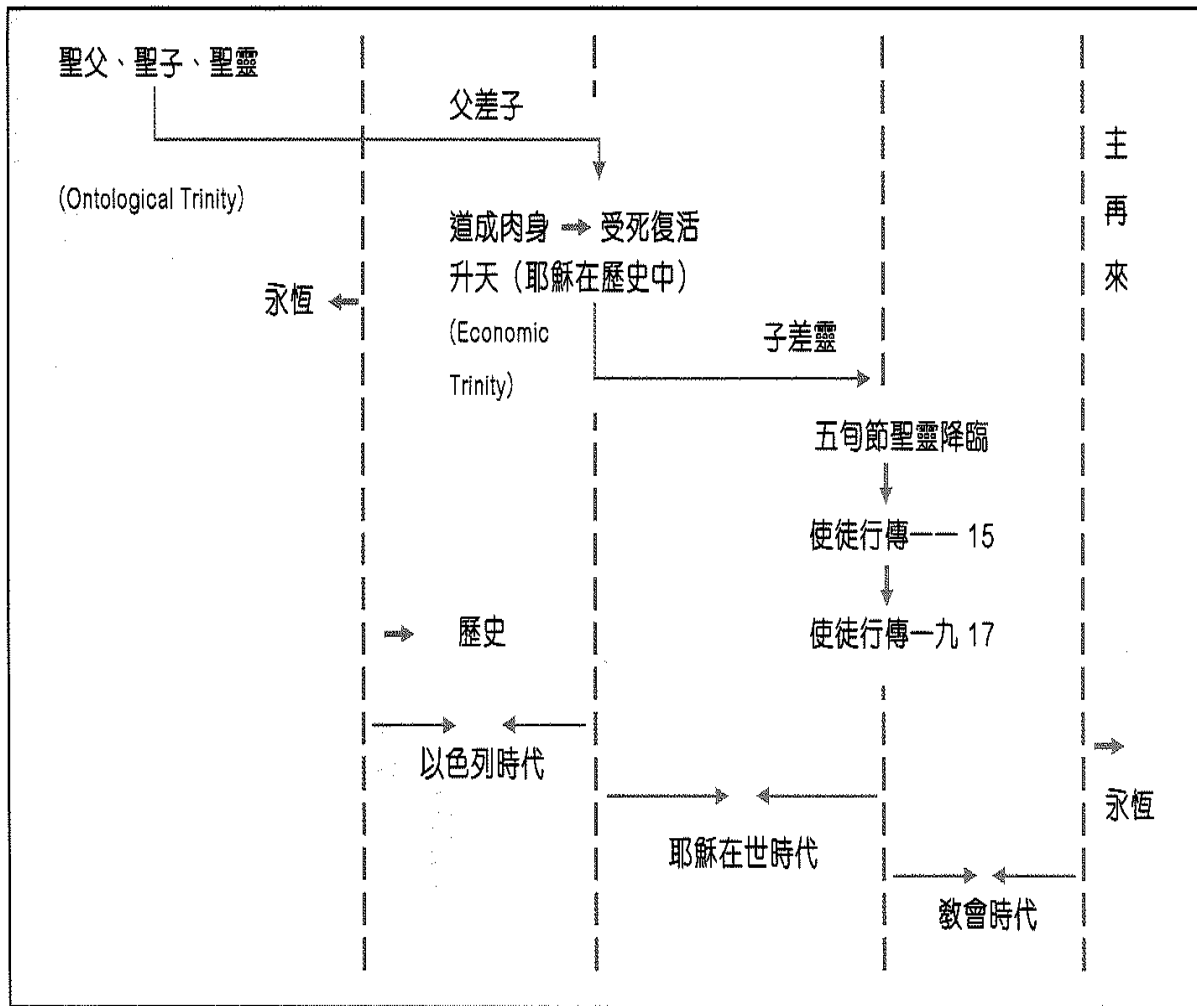 聖父、聖子、聖靈
父差子
(Ontological Trinity)
道成肉身 → 受死復活
升天（耶穌在歷史中）
(Economic
Trinity)
永恆
子差靈
主
再
來
五旬節聖靈降臨
使徒行傳一一 15
使徒行傳一九 17
歷史
以色列時代
耶穌在世時代
教會時代
永恆